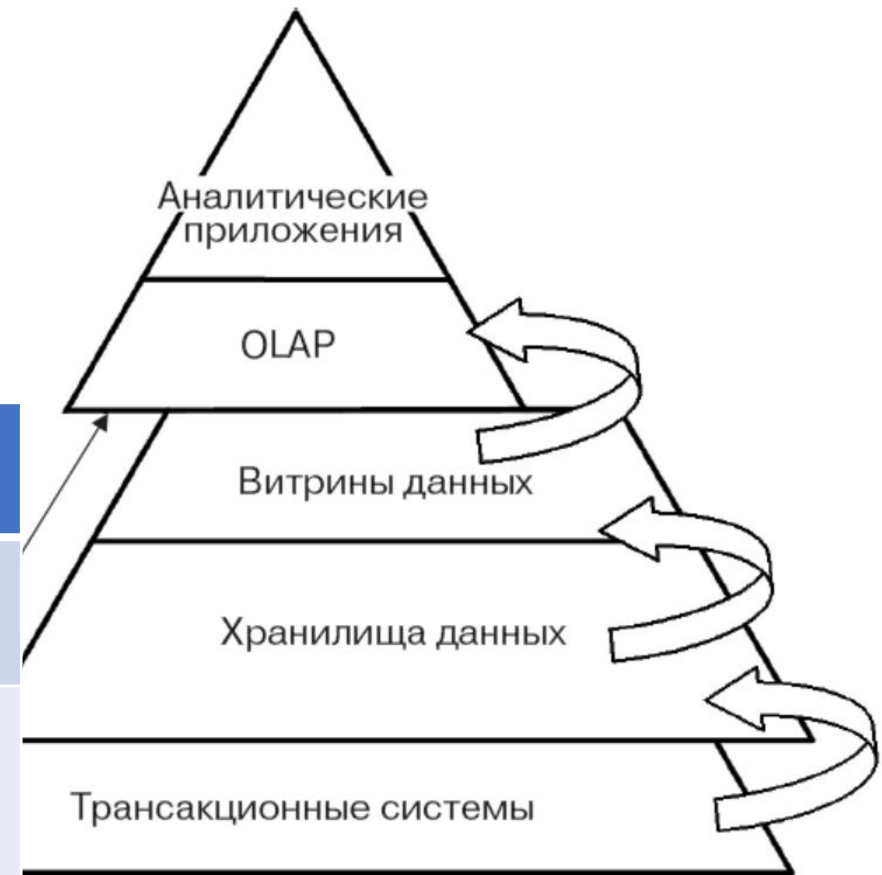 Аналитические
приложения
OLAP
Витрины данных
Хранилища данных
Трансакционные системы